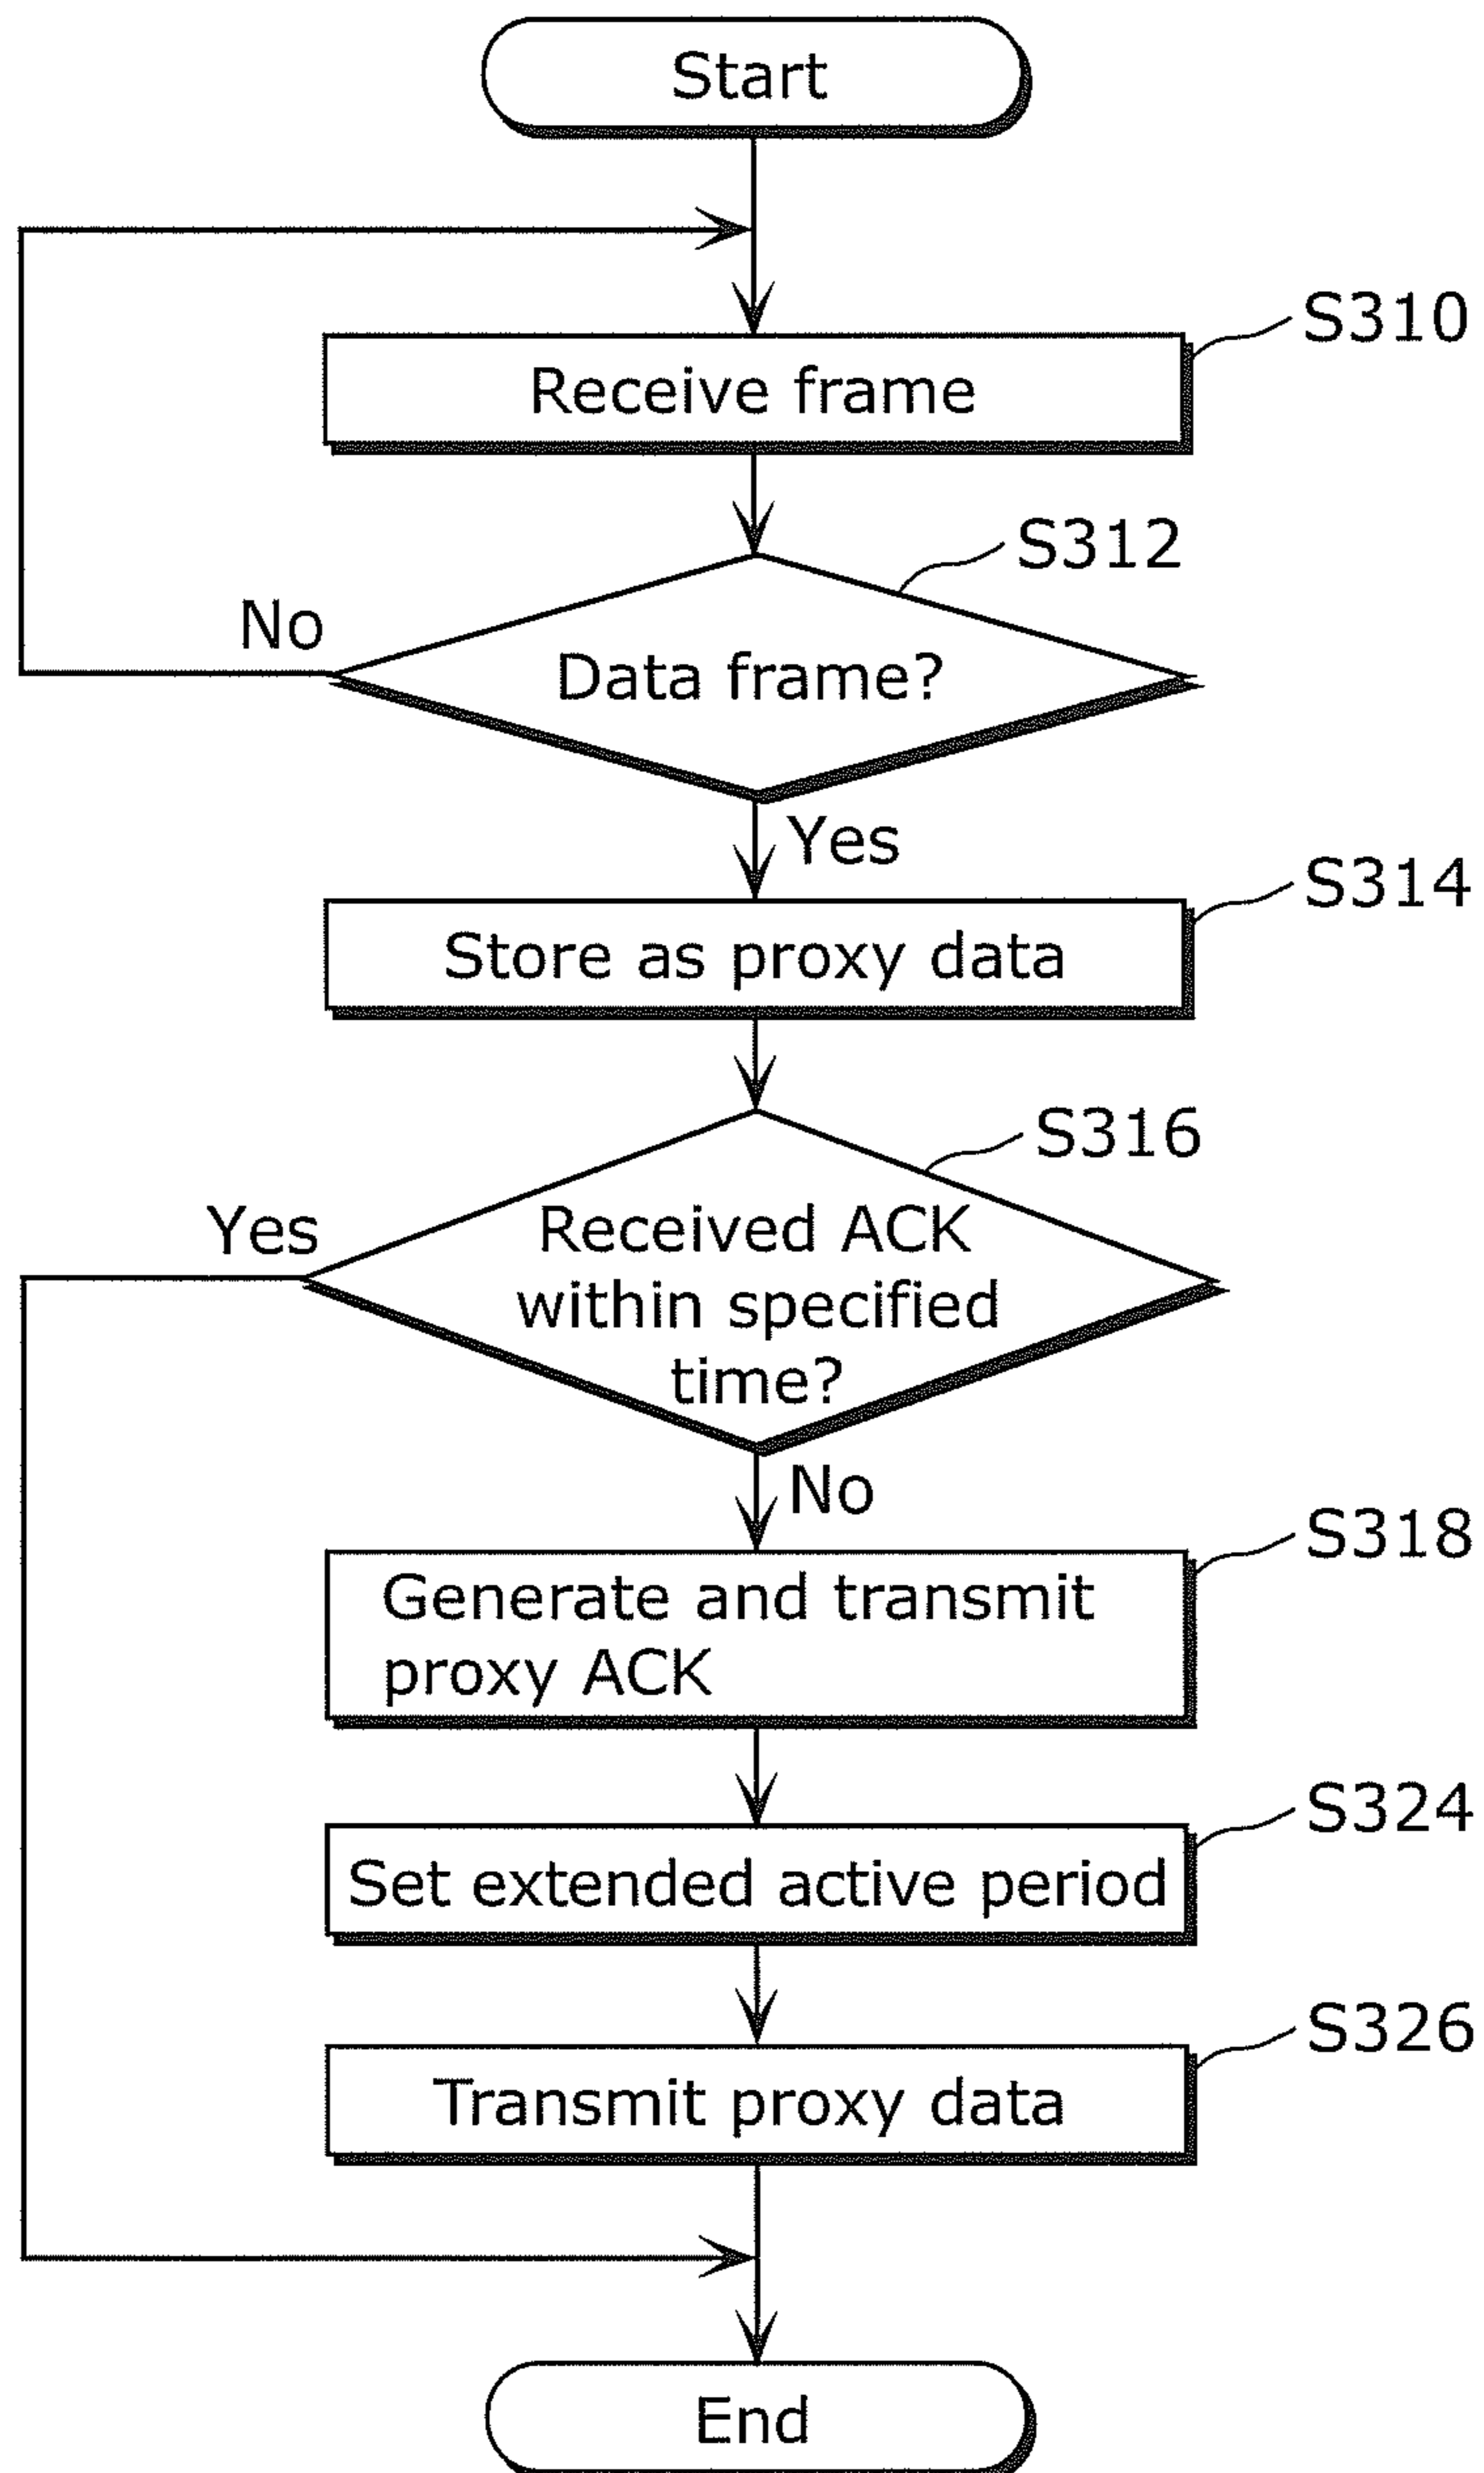 Start
S310
Receive frame
S312
No
Data frame?
Yes
S314
Store as proxy data
S316
Yes
Received ACK
within specified
time?
No
S318
Generate and transmit
proxy ACK
S324
Set extended active period
S326
Transmit proxy data
End